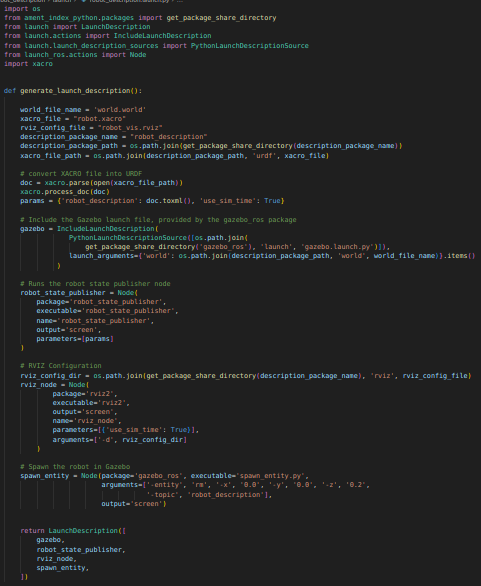 import os
from ament_index_python.packages import get_package_share_directory
from launch import LaunchDescription
from launch.actions import IncludeLaunchDescription
from launch.launch_description_sources import PythonLaunchDescriptionSource
from launch_ros.actions import Node
import xacro
def generate_launch_description():
world_file_name = 'world.world'
xacro_file = "robot.xacro"
rviz_config_file = "robot_vis.rviz"
description_package_name = "robot_description"
description_package_path = os.path.join(get_package_share_directory(description_package_name))
xacro_file_path = os.path.join(description_package_path, 'urdf', xacro_file)
# convert XACRO file into URDF
doc = xacro.parse(open(xacro_file_path))
xacro.process_doc(doc)
params = {'robot_description': doc.toxml(), 'use_sim_time': True}
# Include the Gazebo launch file, provided by the gazebo_ros package
gazebo = IncludeLaunchDescription(
PythonLaunchDescriptionSource([os.path.join(
get_package_share_directory('gazebo_ros'), 'launch', 'gazebo.launch.py')]),
launch_arguments={'world': os.path.join(description_package_path, 'world', world_file_name)}.items()
)
# Runs the robot state publisher node
robot_state_publisher = Node(
package='robot_state_publisher',
executable='robot_state_publisher',
name='robot_state_publisher',
output='screen',
parameters=[params]
)
# RVIZ Configuration
rviz_config_dir = os.path.join(get_package_share_directory(description_package_name), 'rviz', rviz_config_file)
rviz_node = Node(
package='rviz2',
executable='rviz2',
output='screen',
name='rviz_node',
parameters=[{'use_sim_time': True}],
arguments=['-d', rviz_config_dir]
)
# Spawn the robot in Gazebo
spawn_entity = Node(package='gazebo_ros', executable='spawn_entity.py',
arguments=['-entity', 'rm', '-x', '0.0', '-y', '0.0', '-z', '0.2',
'-topic', 'robot_description'],
output='screen')
return LaunchDescription([
gazebo,
robot_state_publisher,
rviz_node,
spawn_entity,
])